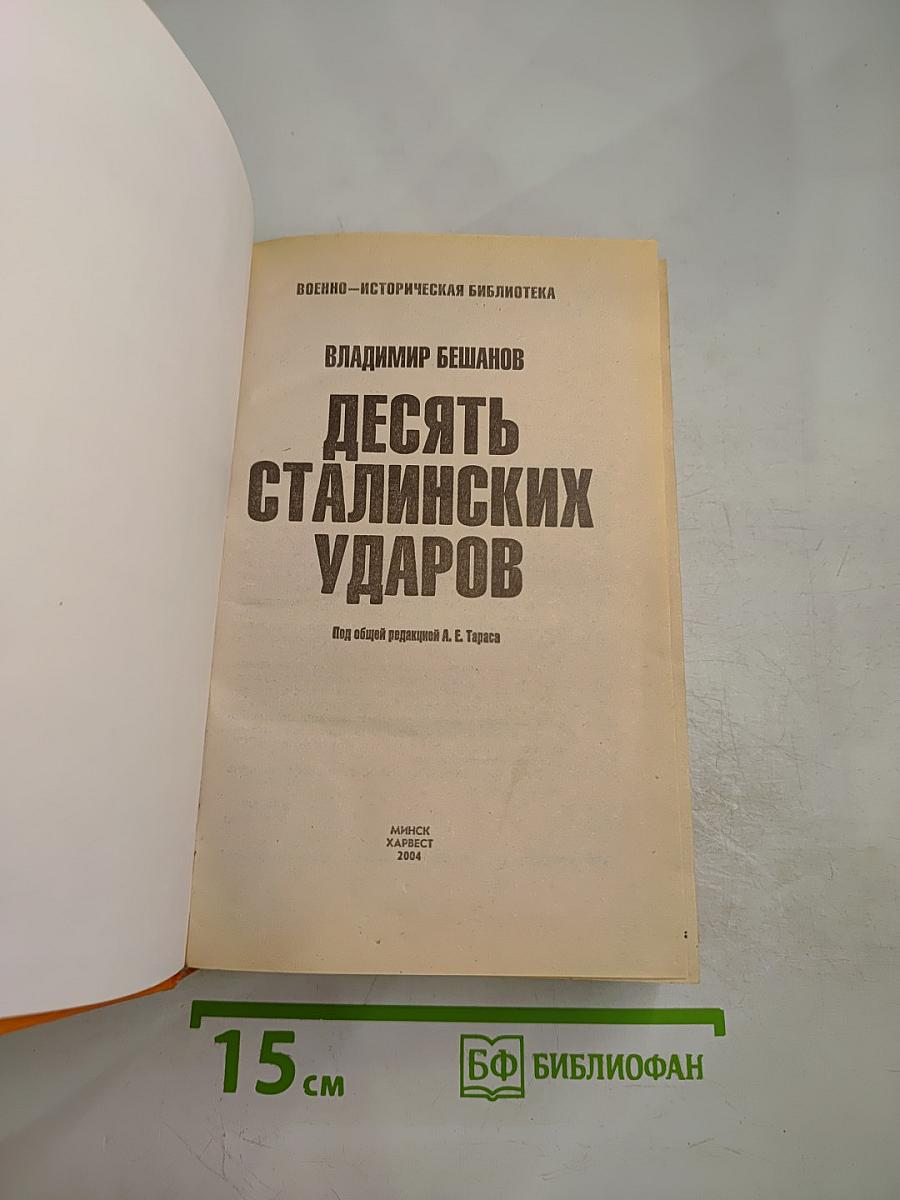 ВОЕННО—ИСТОРИЧЕСКАЯ БИБЛИОТЕКА
ВЛАДИМИР БЕШАНОВ
ДЕСЯТЬ
СТАЛИНСКИХ
УДАРОВ
Под общей редакцией А. Е. Тараса
МИНСК
ХАРВЕСТ
2004
15 см
БФ БИБЛИОФАН